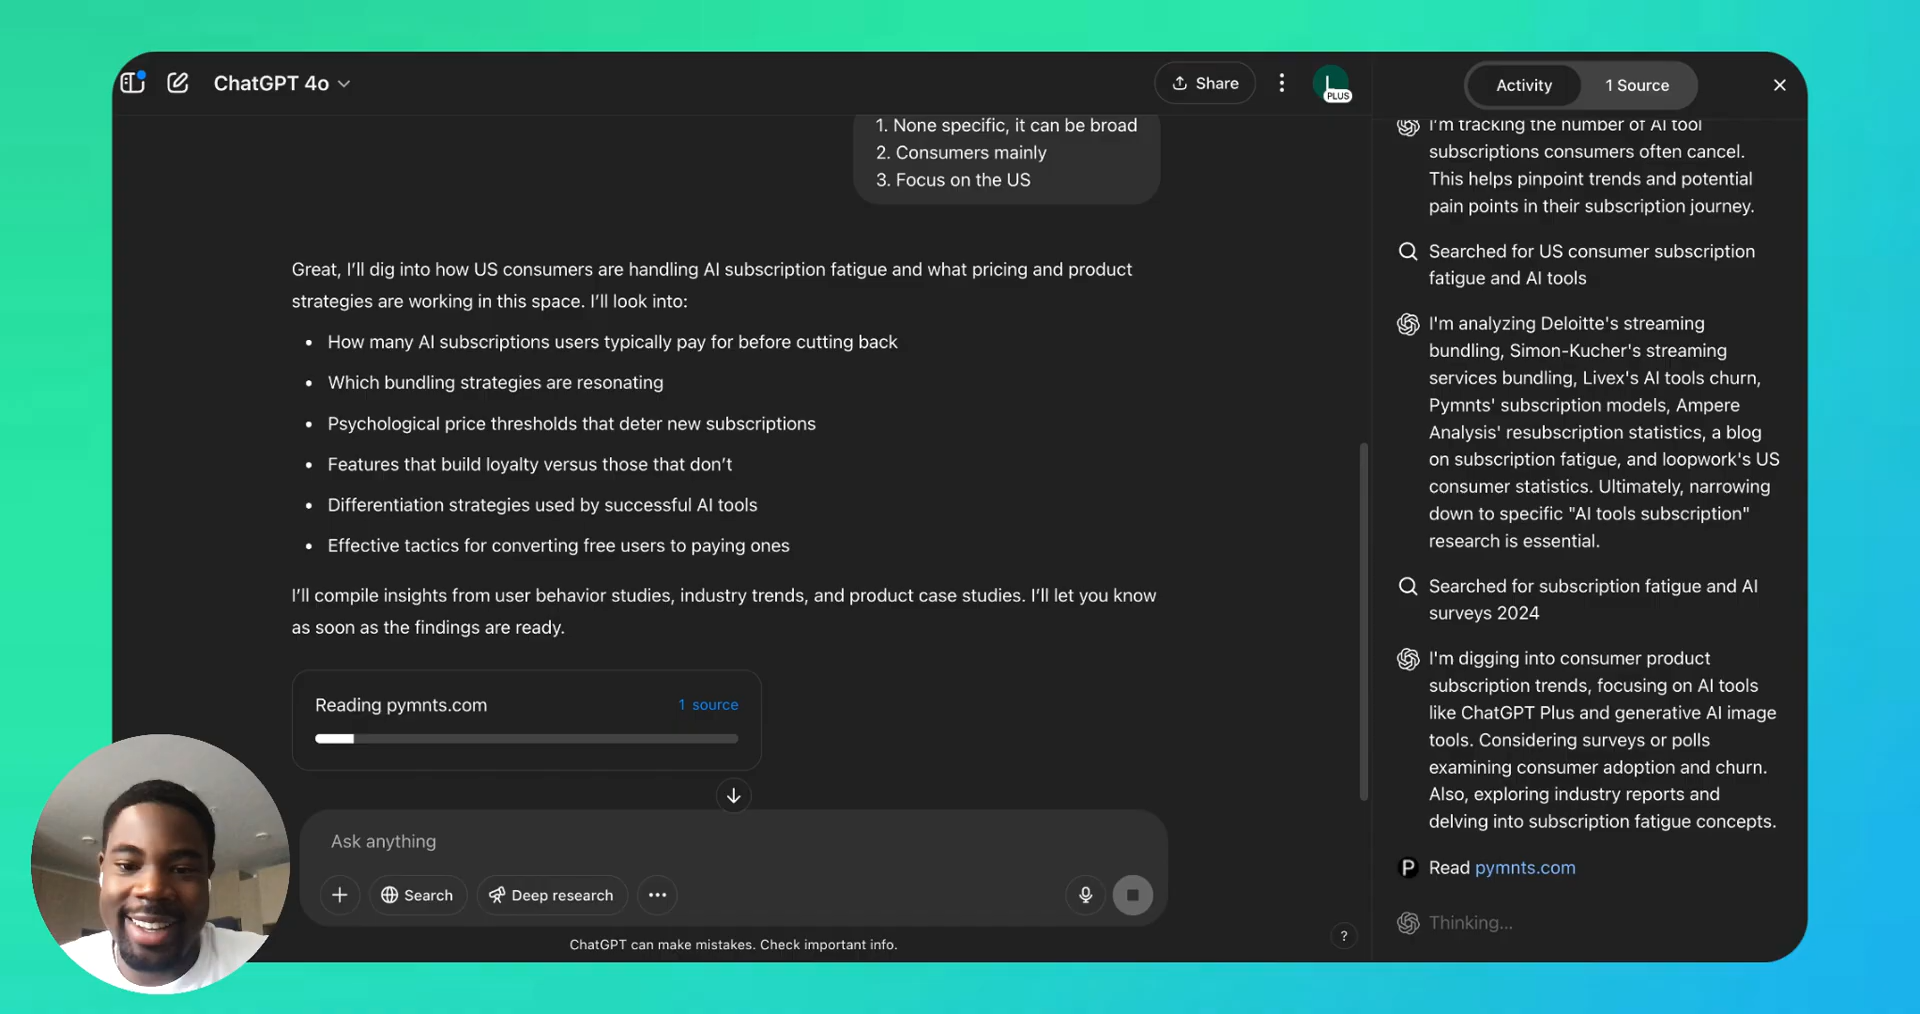 ChatGPT 4o
Share
L
PLUS
Activity
1 Source
1. None specific, it can be broad
2. Consumers mainly
3. Focus on the US
Great, I’ll dig into how US consumers are handling AI subscription fatigue and what pricing and product
strategies are working in this space. I’ll look into:
• How many AI subscriptions users typically pay for before cutting back
• Which bundling strategies are resonating
• Psychological price thresholds that deter new subscriptions
• Features that build loyalty versus those that don’t
• Differentiation strategies used by successful AI tools
• Effective tactics for converting free users to paying ones
I’ll compile insights from user behavior studies, industry trends, and product case studies. I’ll let you know
as soon as the findings are ready.
Reading pymnts.com
1 source
Ask anything
Search
Deep research
ChatGPT can make mistakes. Check important info.
?
I'm tracking the number of AI tool
subscriptions consumers often cancel.
This helps pinpoint trends and potential
pain points in their subscription journey.
Searched for US consumer subscription
fatigue and AI tools
I'm analyzing Deloitte's streaming
bundling, Simon-Kucher's streaming
services bundling, Livex's AI tools churn,
Pymnts' subscription models, Ampere
Analysis' resubscription statistics, a blog
on subscription fatigue, and loopwork's US
consumer statistics. Ultimately, narrowing
down to specific "AI tools subscription"
research is essential.
Searched for subscription fatigue and AI
surveys 2024
I'm digging into consumer product
subscription trends, focusing on AI tools
like ChatGPT Plus and generative AI image
tools. Considering surveys or polls
examining consumer adoption and churn.
Also, exploring industry reports and
delving into subscription fatigue concepts.
P
Read pymnts.com
Thinking...